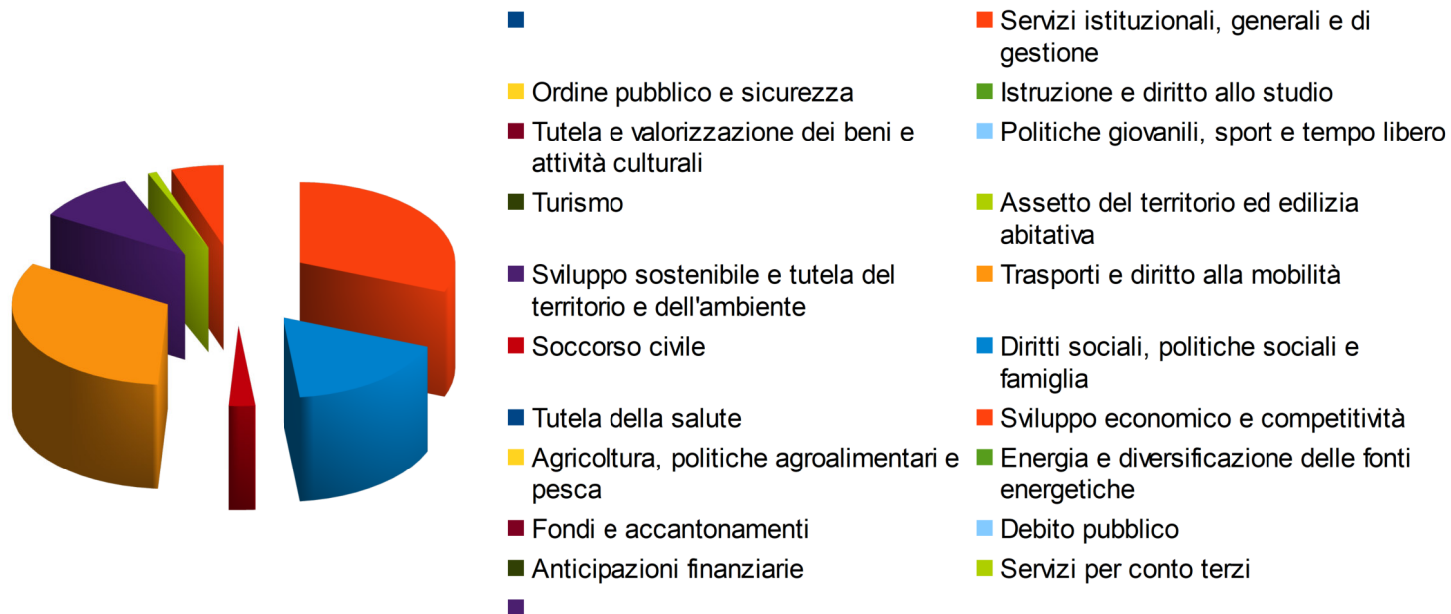 Servizi istituzionali, generali e di
gestione
Ordine pubblico e sicurezza
Istruzione e diritto allo studio
Tutela e valorizzazione dei beni e
attività culturali
Politiche giovanili, sport e tempo libero
Turismo
Assetto del territorio ed edilizia
abitativa
Sviluppo sostenibile e tutela del
territorio e dell'ambiente
Trasporti e diritto alla mobilità
Soccorso civile
Diritti sociali, politiche sociali e
famiglia
Tutela della salute
Sviluppo economico e competitività
Agricoltura, politiche agroalimentari e
pesca
Energia e diversificazione delle fonti
energetiche
Fondi e accantonamenti
Debito pubblico
Anticipazioni finanziarie
Servizi per conto terzi